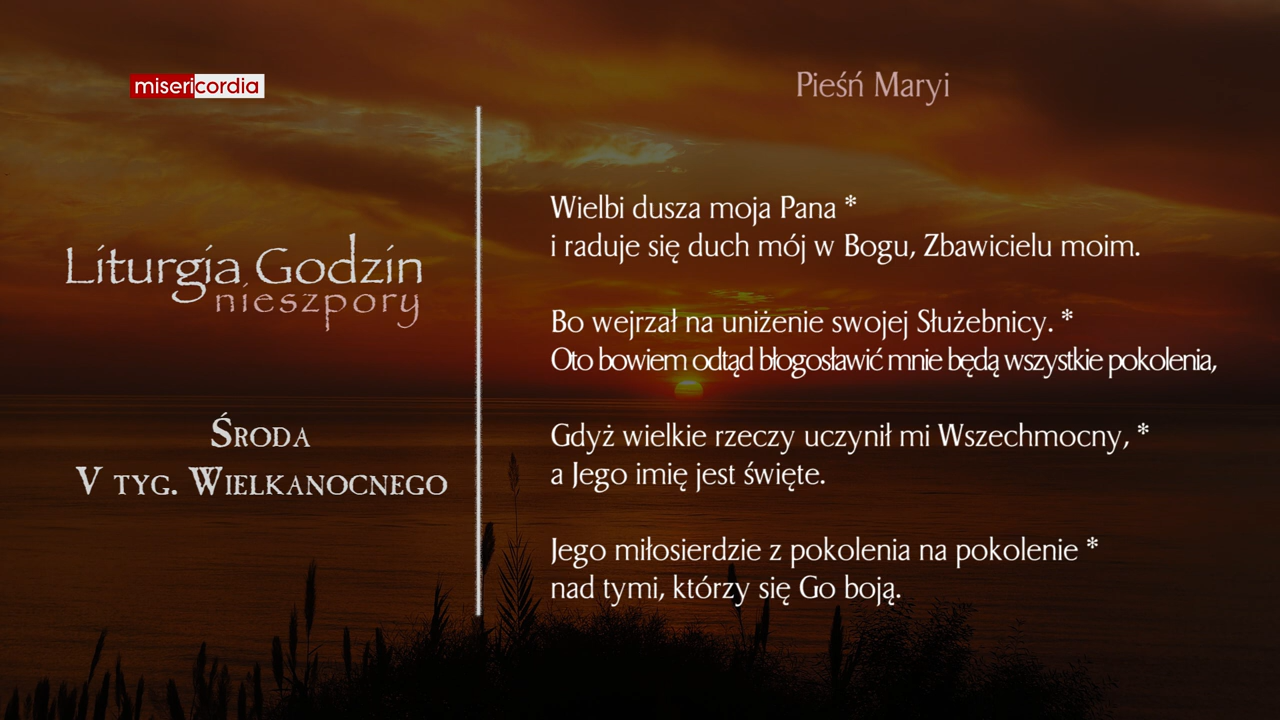 misericordia
Liturgia Godzin
nieszpory
Środa
V tyg. Wielkanocnego
Pieśń Maryi
Wielbi dusza moja Pana *
i raduje się duch mój w Bogu, Zbawicielu moim.
Bo wejrzał na uniżenie swojej Służebnicy. *
Oto bowiem odtąd błogosławić mnie będą wszystkie pokolenia,
Gdyż wielkie rzeczy uczynił mi Wszechmocny, *
a Jego imię jest święte.
Jego miłosierdzie z pokolenia na pokolenie *
nad tymi, którzy się Go boją.